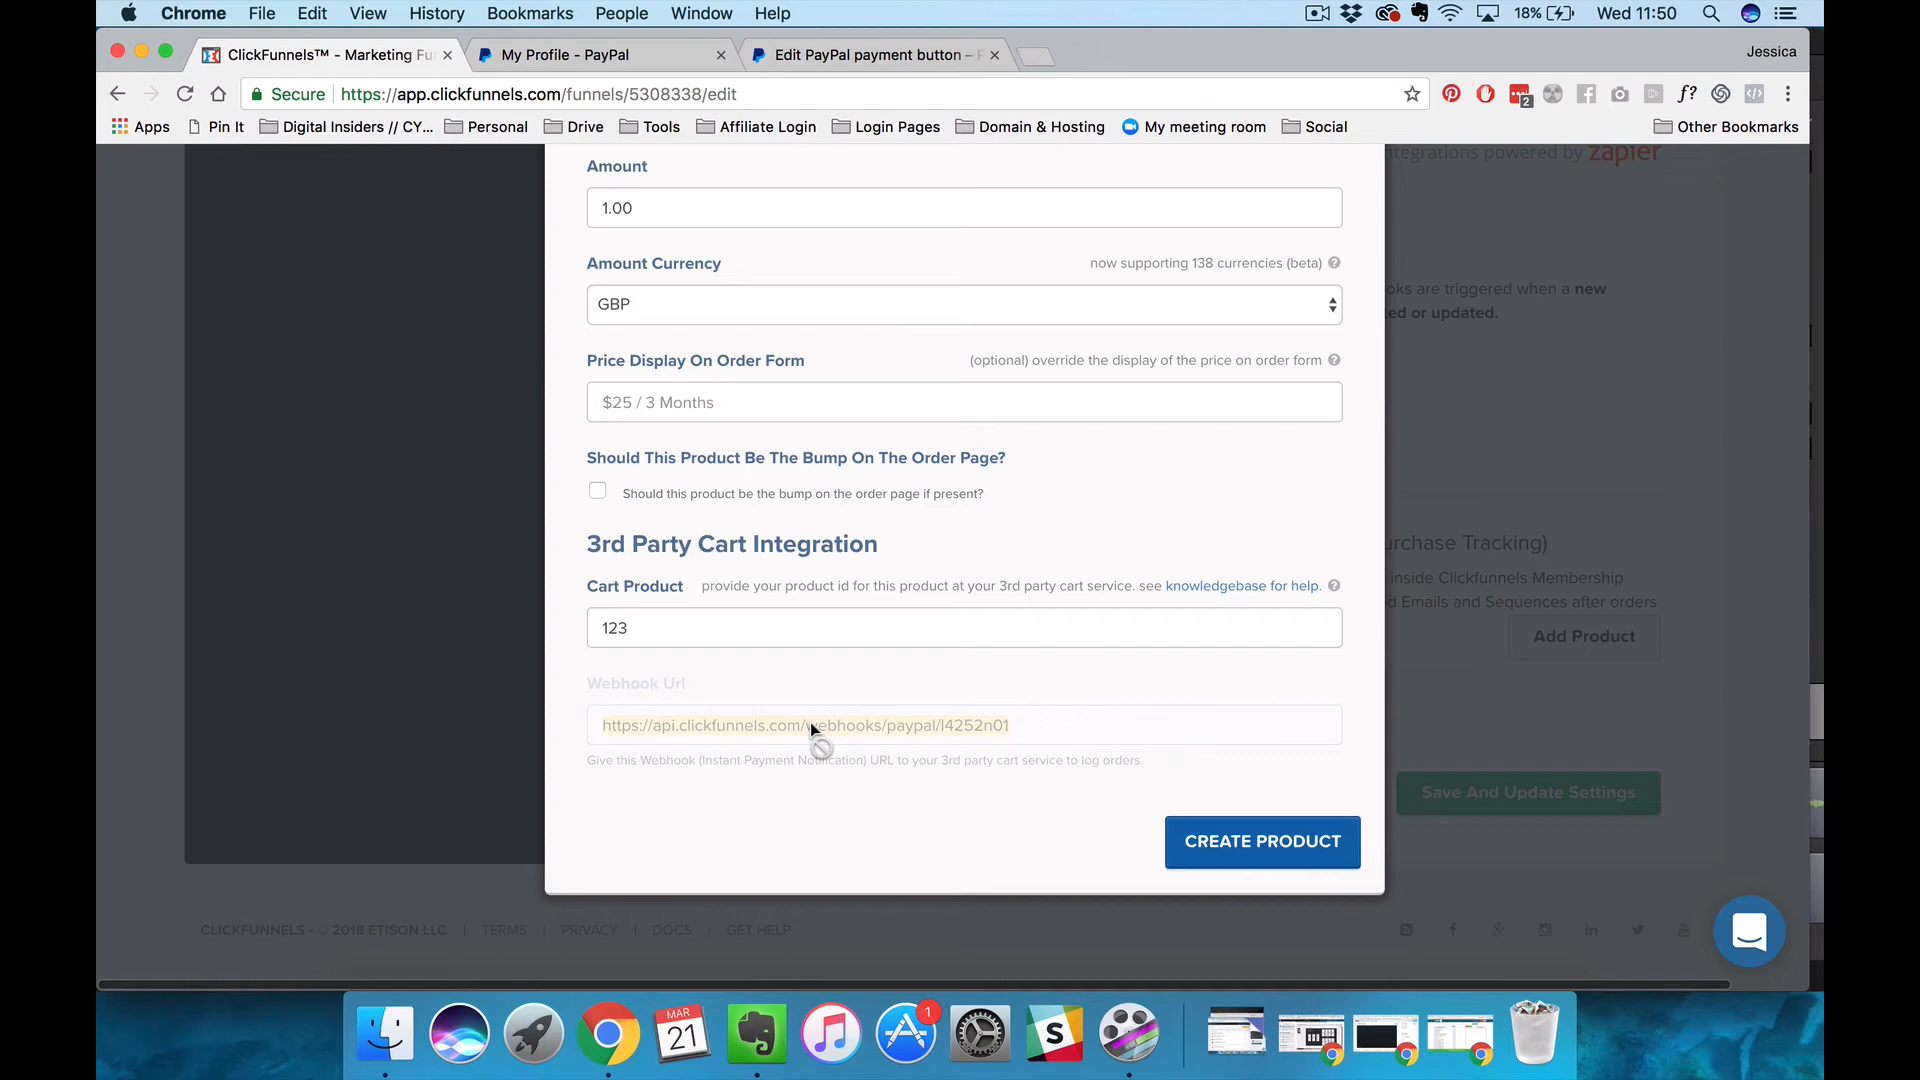 Chrome File Edit View History Bookmarks People Window Help 18% Wed 11:50
ClickFunnels™ - Marketing Fu
My Profile - PayPal
Edit PayPal payment button –
Jessica
Secure https://app.clickfunnels.com/funnels/5308338/edit
2
f?
Apps Pin It Digital Insiders // CY... Personal Drive Tools Affiliate Login Login Pages Domain & Hosting My meeting room Social Other Bookmarks
ntegrations powered by zapier
Amount
1.00
Amount Currency now supporting 138 currencies (beta)
GBP
oks are triggered when a new
ed or updated.
Price Display On Order Form (optional) override the display of the price on order form
$25 / 3 Months
Should This Product Be The Bump On The Order Page?
Should this product be the bump on the order page if present?
3rd Party Cart Integration
urchase Tracking)
Cart Product provide your product id for this product at your 3rd party cart service. see knowledgebase for help.
inside Clickfunnels Membership
d Emails and Sequences after orders
123
Add Product
Webhook Url
https://api.clickfunnels.com/webhooks/paypal/l4252n01
Give this Webhook (Instant Payment Notification) URL to your 3rd party cart service to log orders.
Save And Update Settings
CREATE PRODUCT
CLICKFUNNELS - © 2018 ETISON LLC | TERMS | PRIVACY | DOCS | GET HELP
MAR
21
1
S